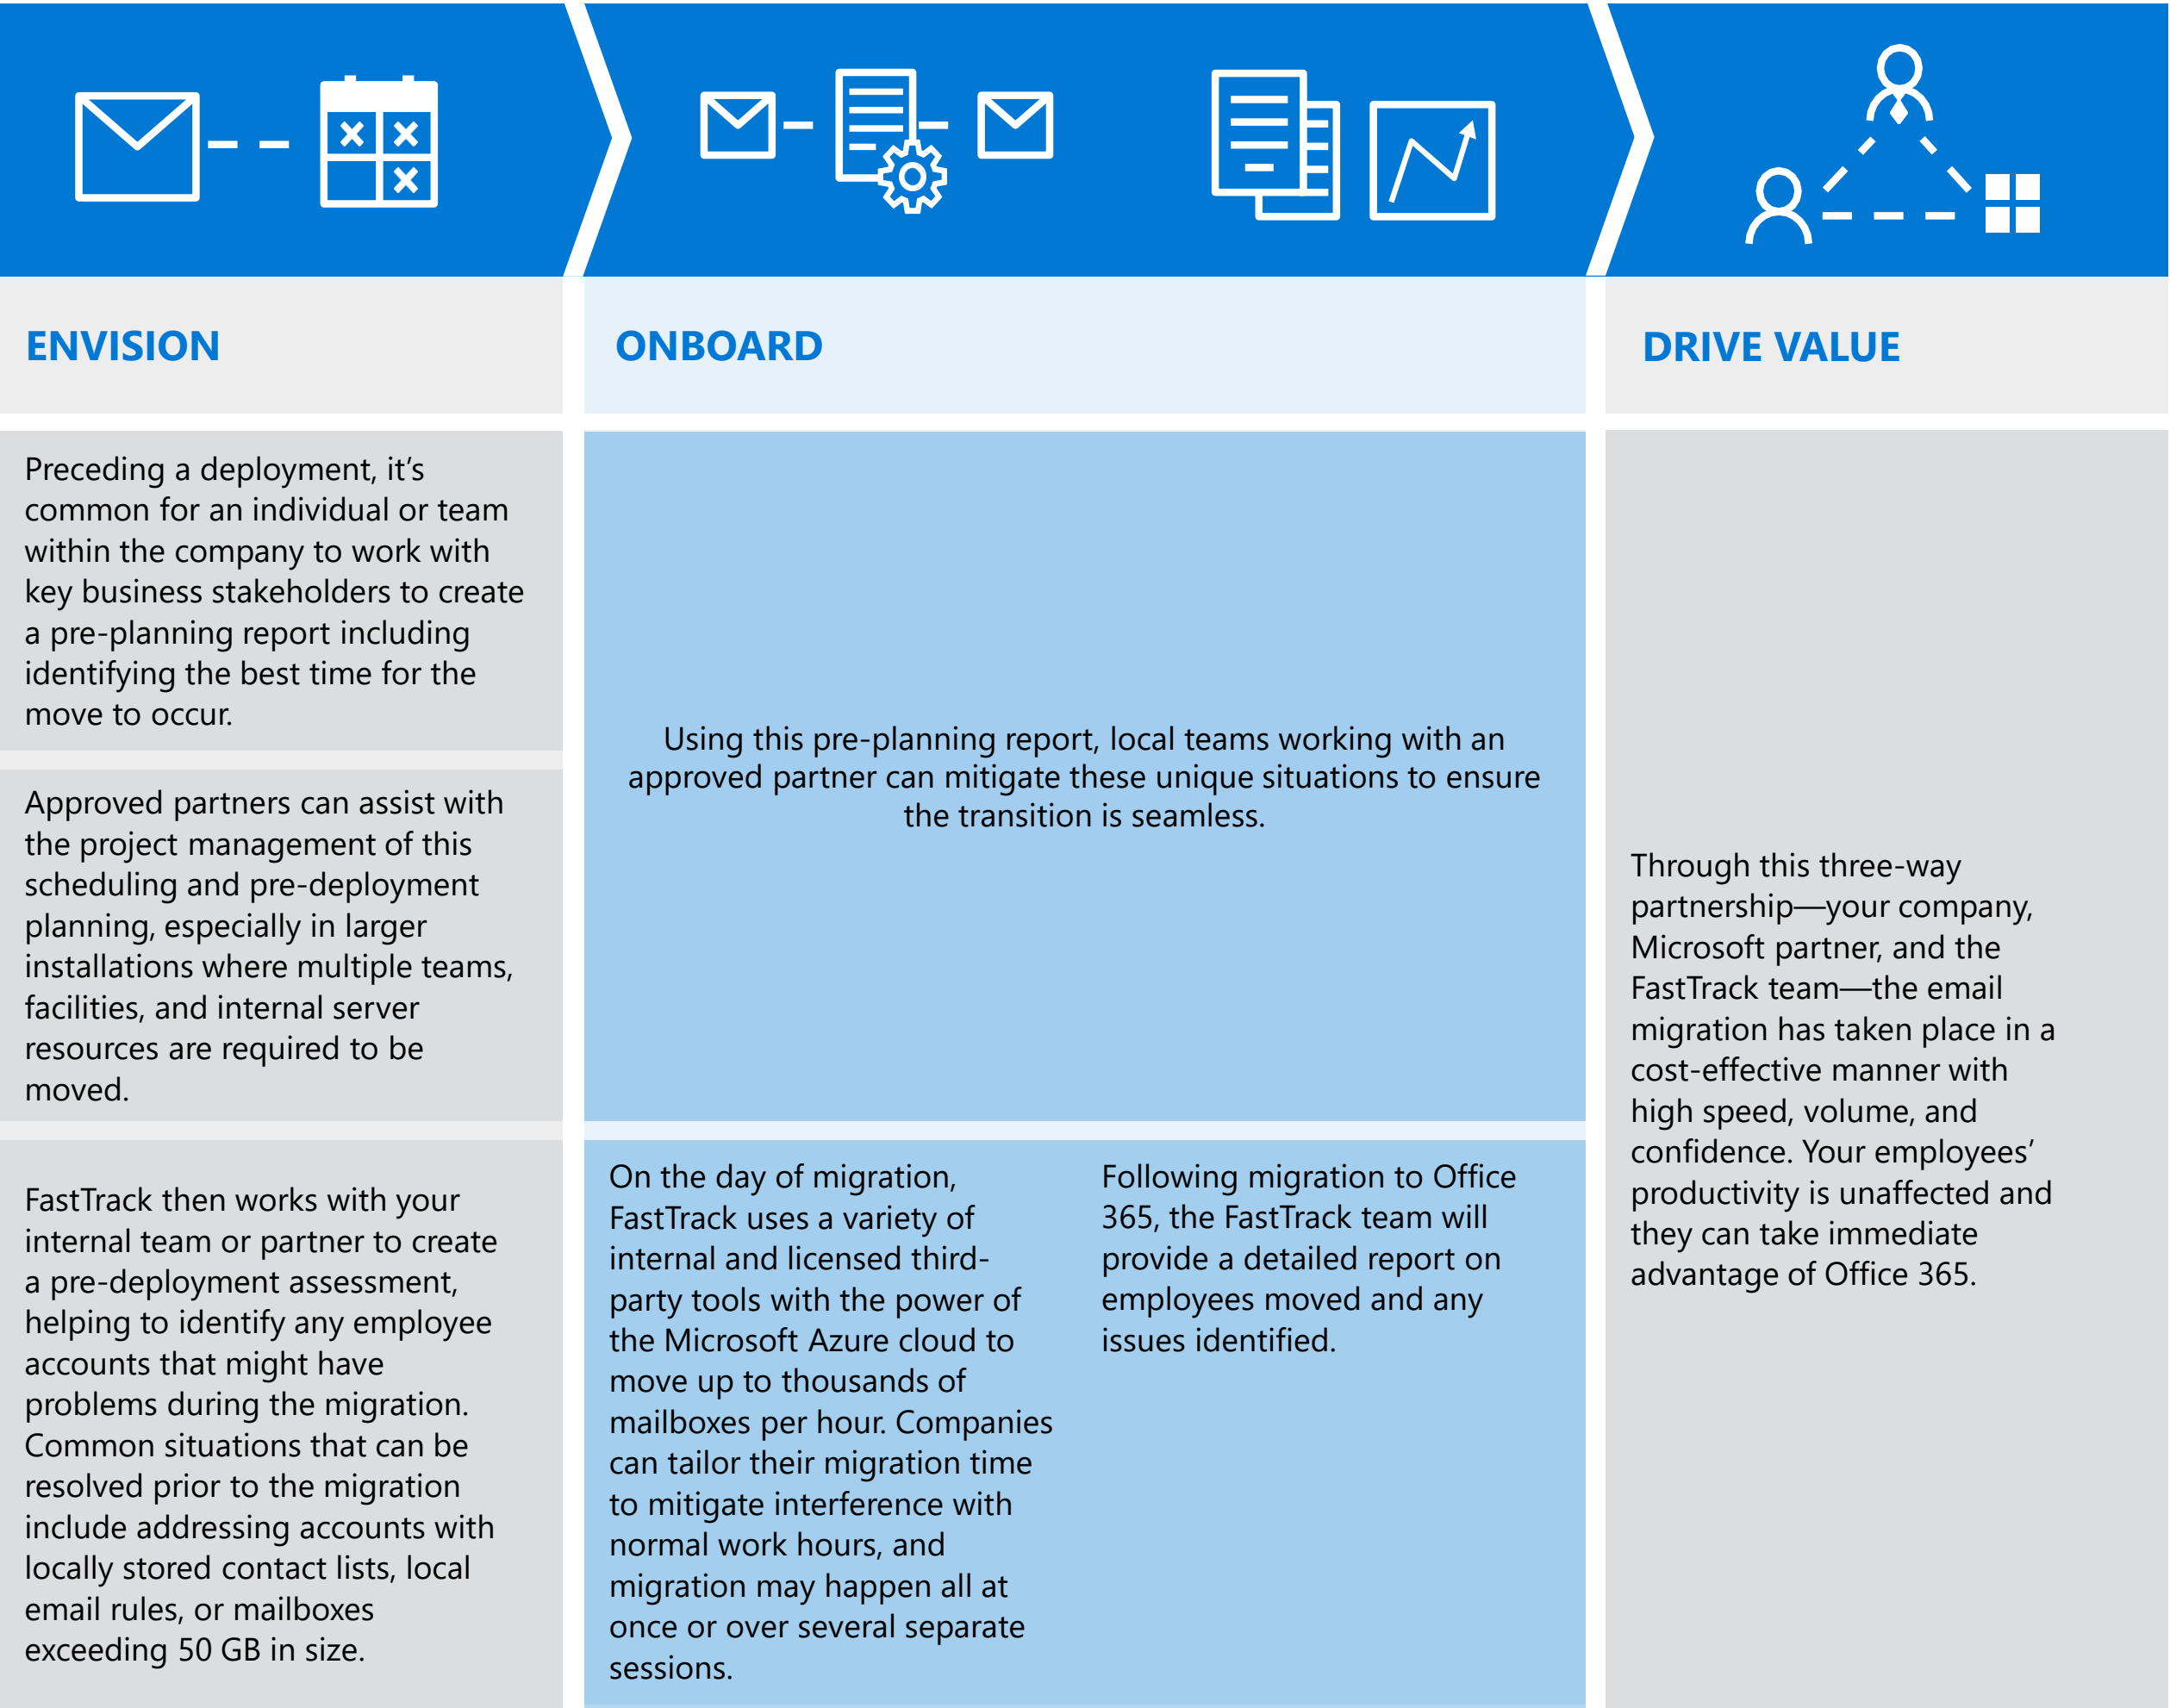 ENVISION
Preceding a deployment, it’s
common for an individual or team
within the company to work with
key business stakeholders to create
a pre-planning report including
identifying the best time for the
move to occur.
Approved partners can assist with
the project management of this
scheduling and pre-deployment
planning, especially in larger
installations where multiple teams,
facilities, and internal server
resources are required to be
moved.
FastTrack then works with your
internal team or partner to create
a pre-deployment assessment,
helping to identify any employee
accounts that might have
problems during the migration.
Common situations that can be
resolved prior to the migration
include addressing accounts with
locally stored contact lists, local
email rules, or mailboxes
exceeding 50 GB in size.
ONBOARD
Using this pre-planning report, local teams working with an
approved partner can mitigate these unique situations to ensure
the transition is seamless.
On the day of migration,
FastTrack uses a variety of
internal and licensed third-
party tools with the power of
the Microsoft Azure cloud to
move up to thousands of
mailboxes per hour. Companies
can tailor their migration time
to mitigate interference with
normal work hours, and
migration may happen all at
once or over several separate
sessions.
Following migration to Office
365, the FastTrack team will
provide a detailed report on
employees moved and any
issues identified.
DRIVE VALUE
Through this three-way
partnership—your company,
Microsoft partner, and the
FastTrack team—the email
migration has taken place in a
cost-effective manner with
high speed, volume, and
confidence. Your employees’
productivity is unaffected and
they can take immediate
advantage of Office 365.